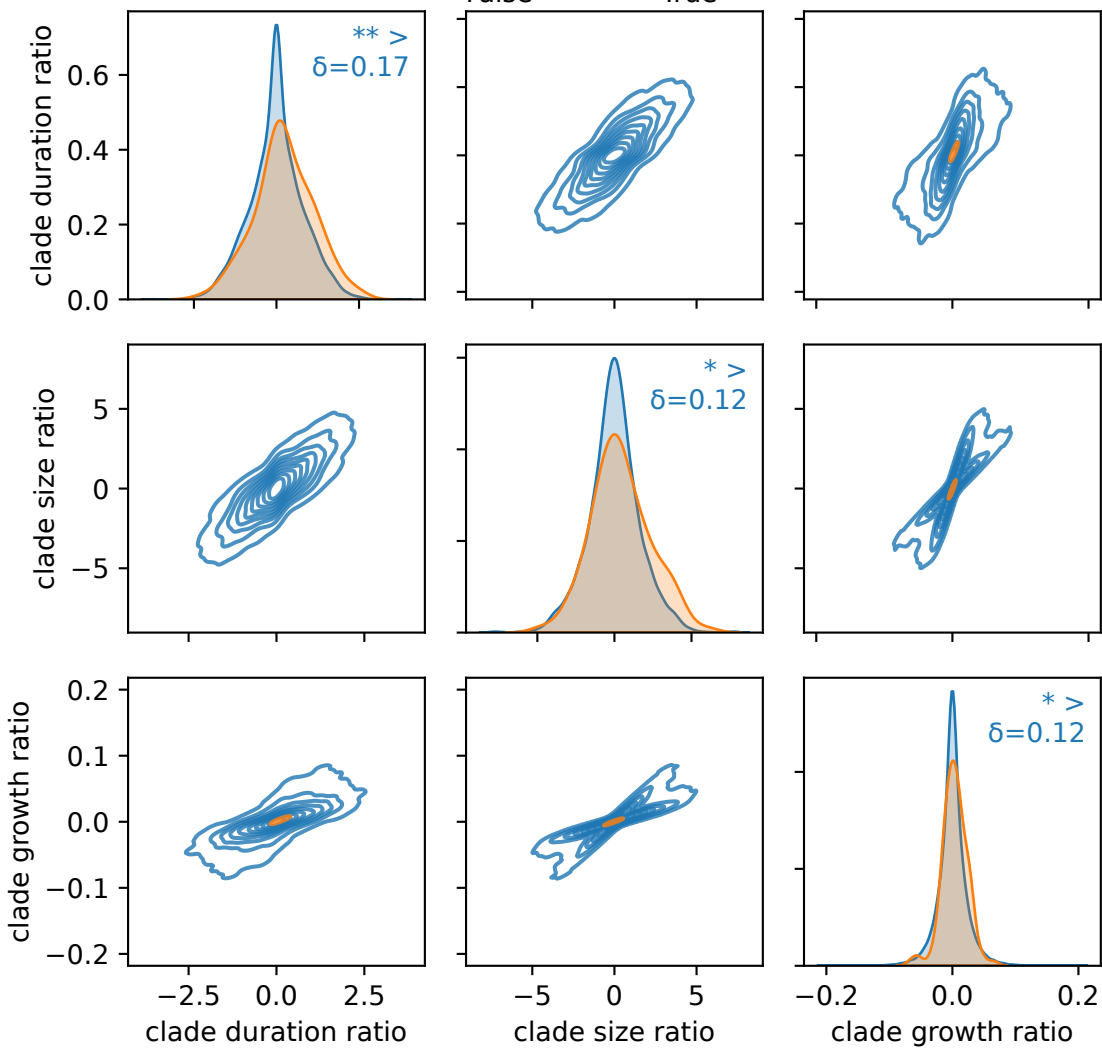 clade duration ratio
0.6
0.4
0.2
0.0
** >
δ=0.17
clade size ratio
5
0
−5
* >
δ=0.12
clade growth ratio
0.2
0.1
0.0
−0.1
−0.2
* >
δ=0.12
−2.5 0.0 2.5
−5 0 5
−0.2 0.0 0.2
clade duration ratio
clade size ratio
clade growth ratio